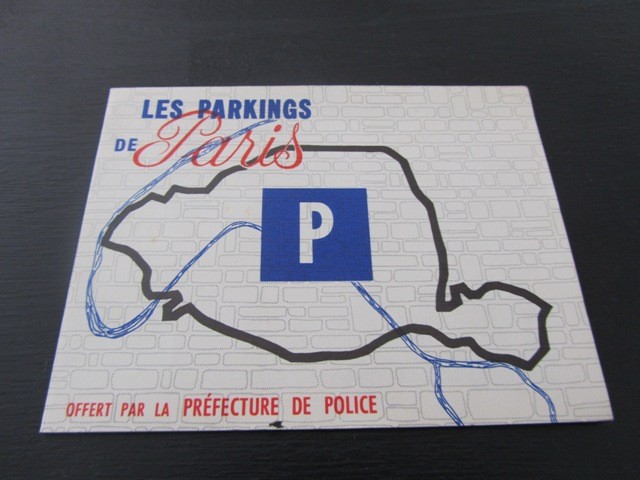 LES PARKINGS
DE Paris
P
OFFERT PAR LA PRÉFECTURE DE POLICE